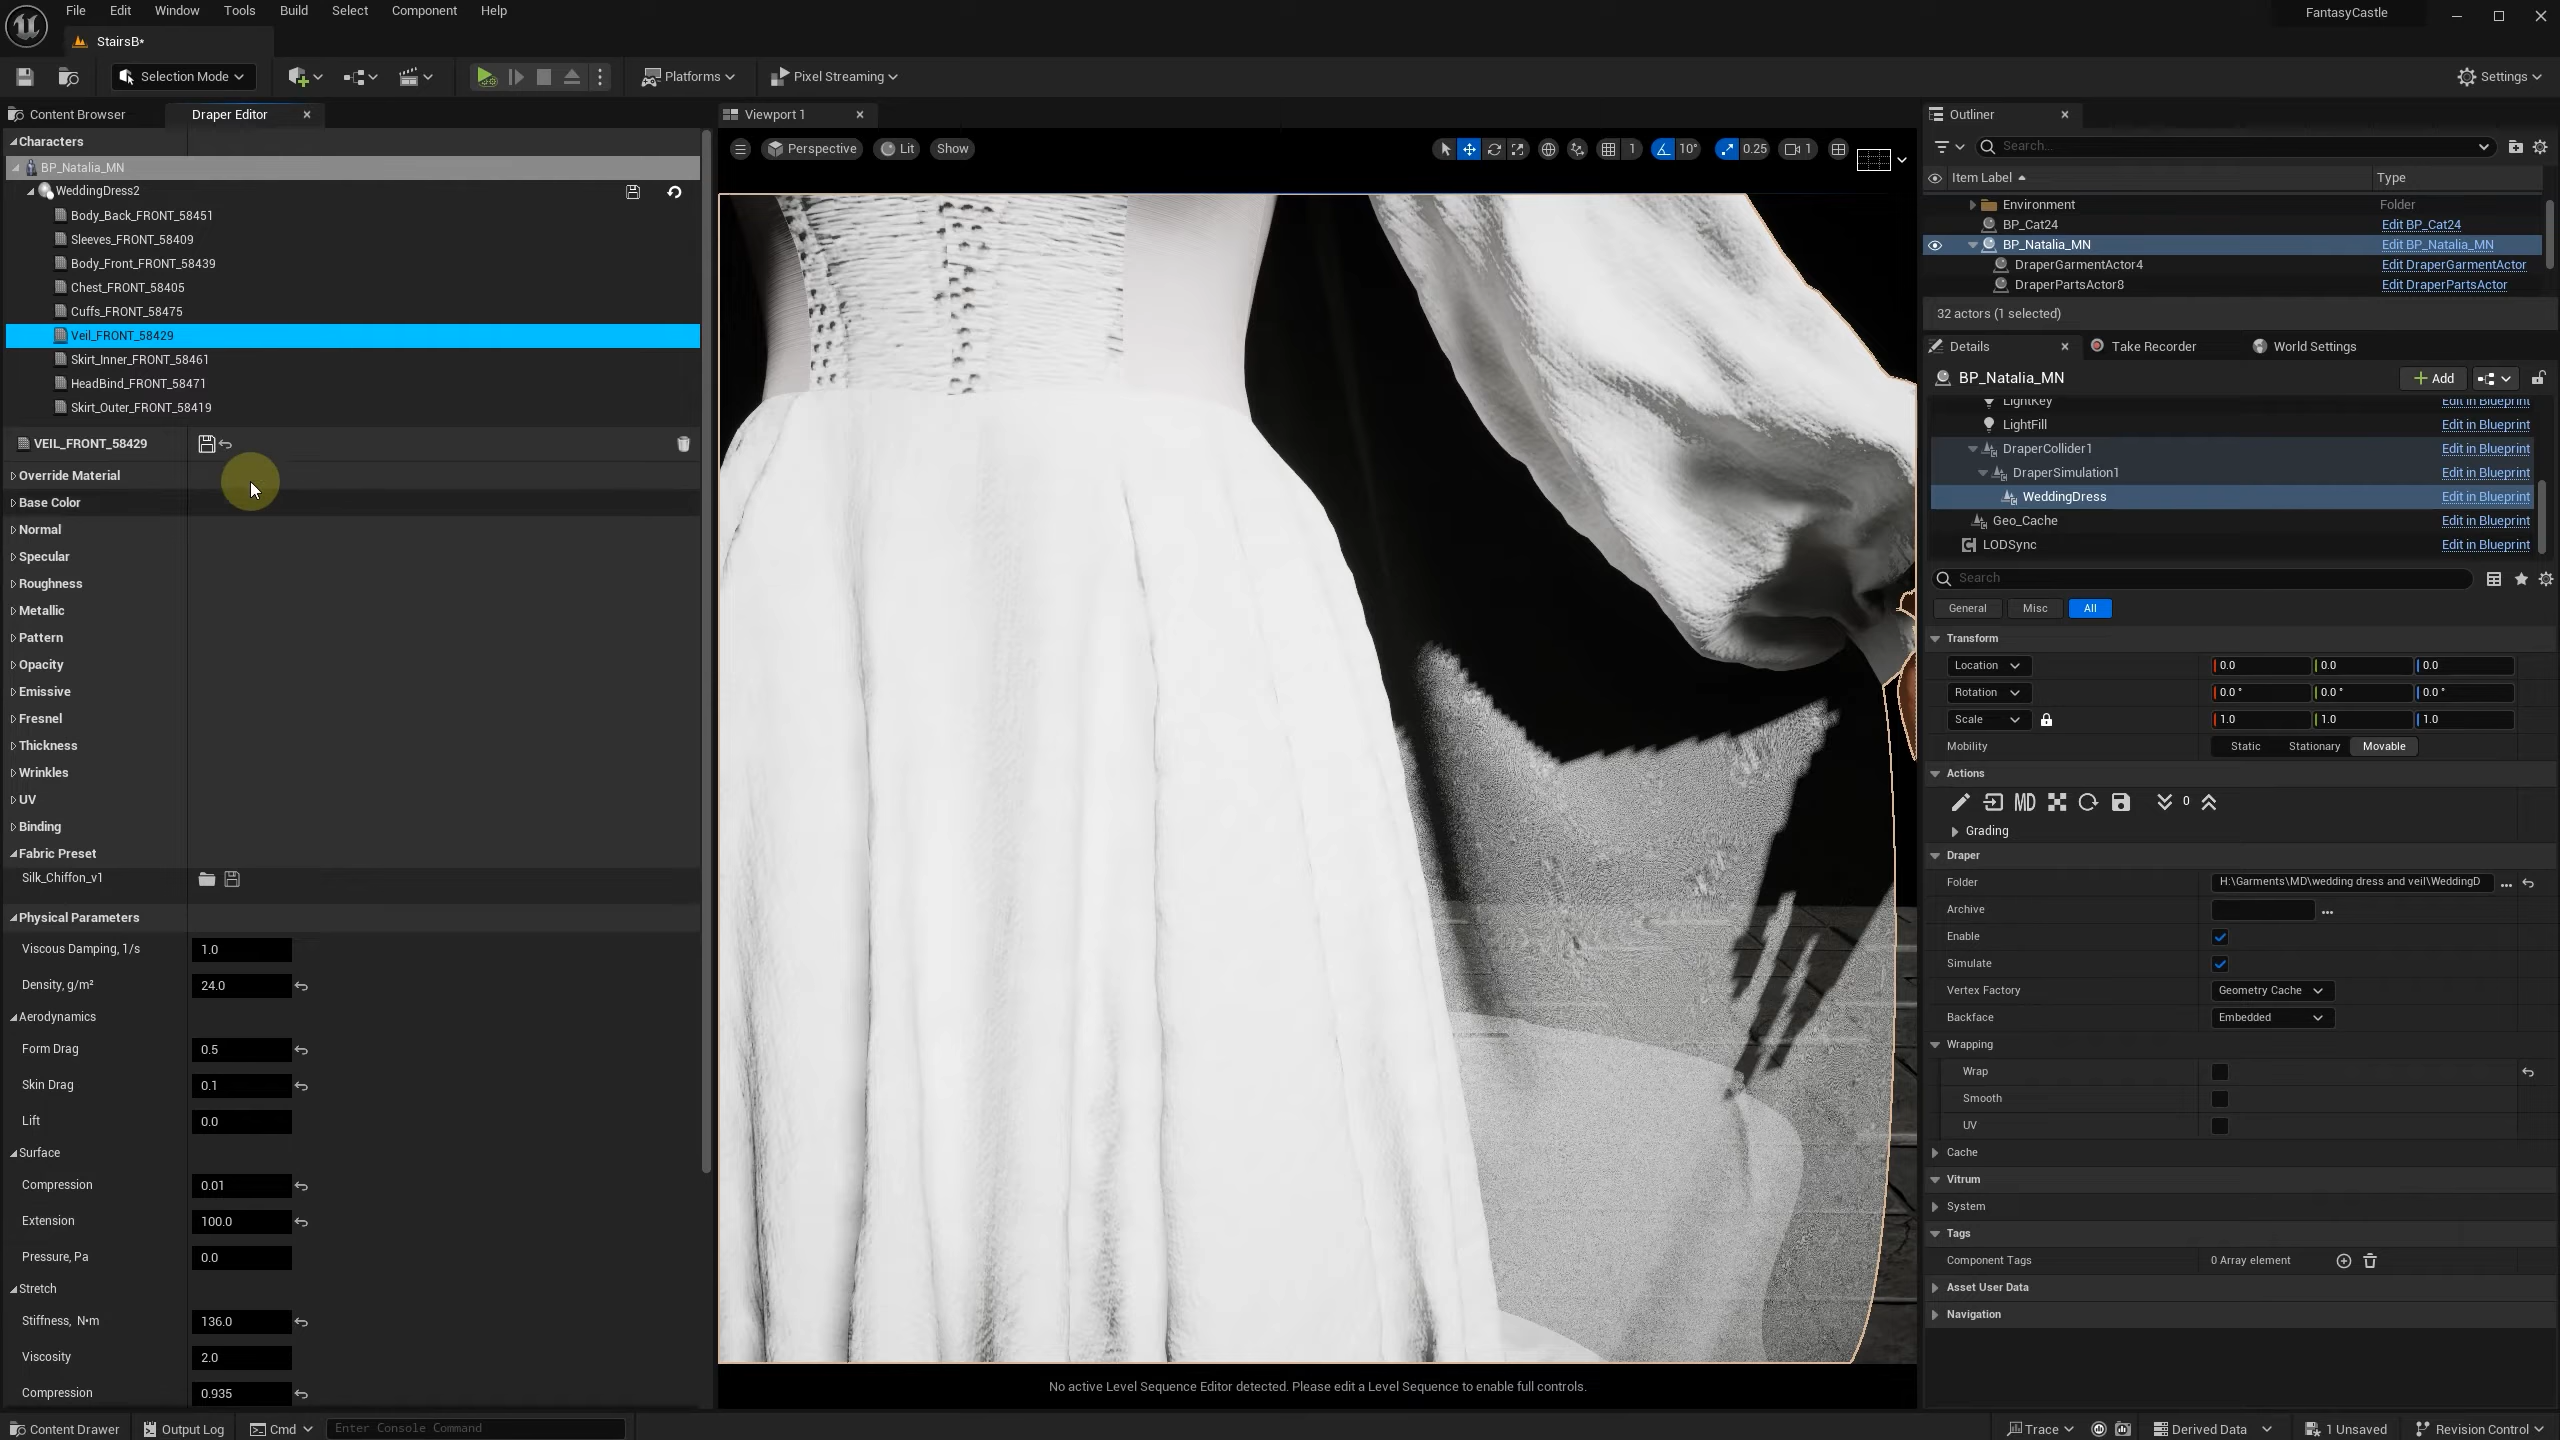 File Edit Window Tools Build Select Component Help
FantasyCastle
StairsB*
Selection Mode
Platforms
Pixel Streaming
Settings
Content Browser
Draper Editor
Characters
BP_Natalia_MN
WeddingDress2
Body_Back_FRONT_58451
Sleeves_FRONT_58409
Body_Front_FRONT_58439
Chest_FRONT_58405
Cuffs_FRONT_58475
Veil_FRONT_58429
Skirt_Inner_FRONT_58461
HeadBind_FRONT_58471
Skirt_Outer_FRONT_58419
VEIL_FRONT_58429
Override Material
Base Color
Normal
Specular
Roughness
Metallic
Pattern
Opacity
Emissive
Fresnel
Thickness
Wrinkles
UV
Binding
Fabric Preset
Silk_Chiffon_v1
Physical Parameters
Viscous Damping, 1/s 1.0
Density, g/m² 24.0
Aerodynamics
Form Drag 0.5
Skin Drag 0.1
Lift 0.0
Surface
Compression 0.01
Extension 100.0
Pressure, Pa 0.0
Stretch
Stiffness, N•m 136.0
Viscosity 2.0
Compression 0.935
Viewport 1
Perspective Lit Show 1 10° 0.25 1
No active Level Sequence Editor detected. Please edit a Level Sequence to enable full controls.
Outliner
Search...
Item Label Type
Environment Folder
BP_Cat24 Edit BP_Cat24
BP_Natalia_MN Edit BP_Natalia_MN
DraperGarmentActor4 Edit DraperGarmentActor
DraperPartsActor8 Edit DraperPartsActor
32 actors (1 selected)
Details Take Recorder World Settings
BP_Natalia_MN Add
LightKey Edit in Blueprint
LightFill Edit in Blueprint
DraperCollider1 Edit in Blueprint
DraperSimulation1 Edit in Blueprint
WeddingDress Edit in Blueprint
Geo_Cache Edit in Blueprint
LODSync Edit in Blueprint
Search
General Misc All
Transform
Location 0.0 0.0 0.0
Rotation 0.0° 0.0° 0.0°
Scale 1.0 1.0 1.0
Mobility Static Stationary Movable
Actions
MD 0
Grading
Draper
Folder H:\Garments\MD\wedding dress and veil\WeddingD ...
Archive ...
Enable
Simulate
Vertex Factory Geometry Cache
Backface Embedded
Wrapping
Wrap
Smooth
UV
Cache
Vitrum
System
Tags
Component Tags 0 Array element
Asset User Data
Navigation
Content Drawer Output Log Cmd Enter Console Command Trace Derived Data 1 Unsaved Revision Control